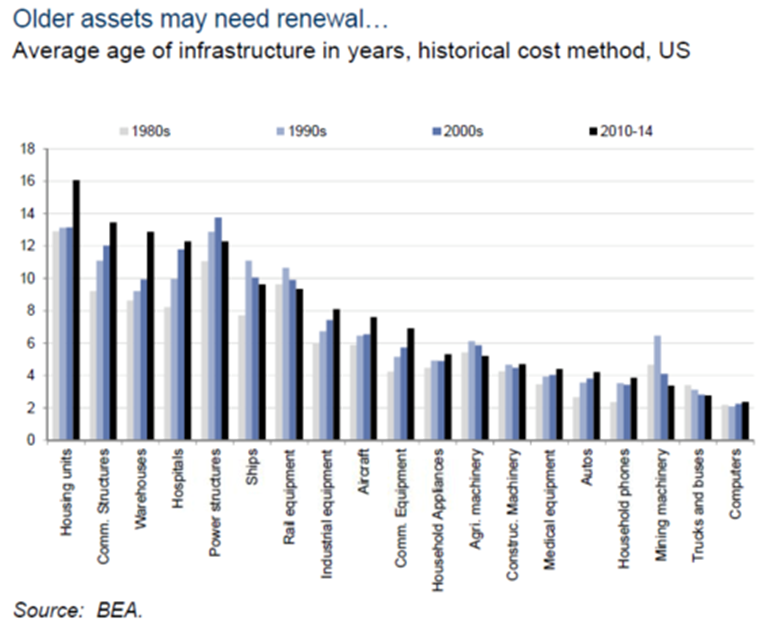 Older assets may need renewal…
Average age of infrastructure in years, historical cost method, US
1980s 1990s 2000s 2010-14
18
16
14
12
10
8
6
4
2
0
Housing units
Comm. Structures
Warehouses
Hospitals
Power structures
Ships
Rail equipment
Industrial equipment
Aircraft
Comm. Equipment
Household Appliances
Agri. machinery
Construc. Machinery
Medical equipment
Autos
Household phones
Mining machinery
Trucks and buses
Computers
Source: BEA.